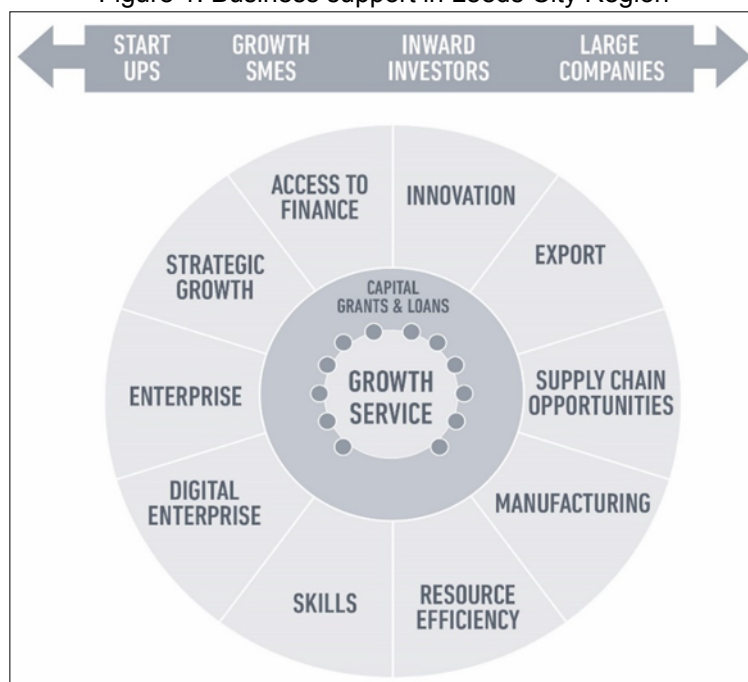 Figure Business support in Leeds City Region
START
UPS
GROWTH
SMES
INWARD
INVESTORS
LARGE
COMPANIES
ACCESS TO
FINANCE
INNOVATION
EXPORT
SUPPLY CHAIN
OPPORTUNITIES
MANUFACTURING
RESOURCE
EFFICIENCY
SKILLS
DIGITAL
ENTERPRISE
ENTERPRISE
STRATEGIC
GROWTH
CAPITAL
GRANTS & LOANS
GROWTH
SERVICE